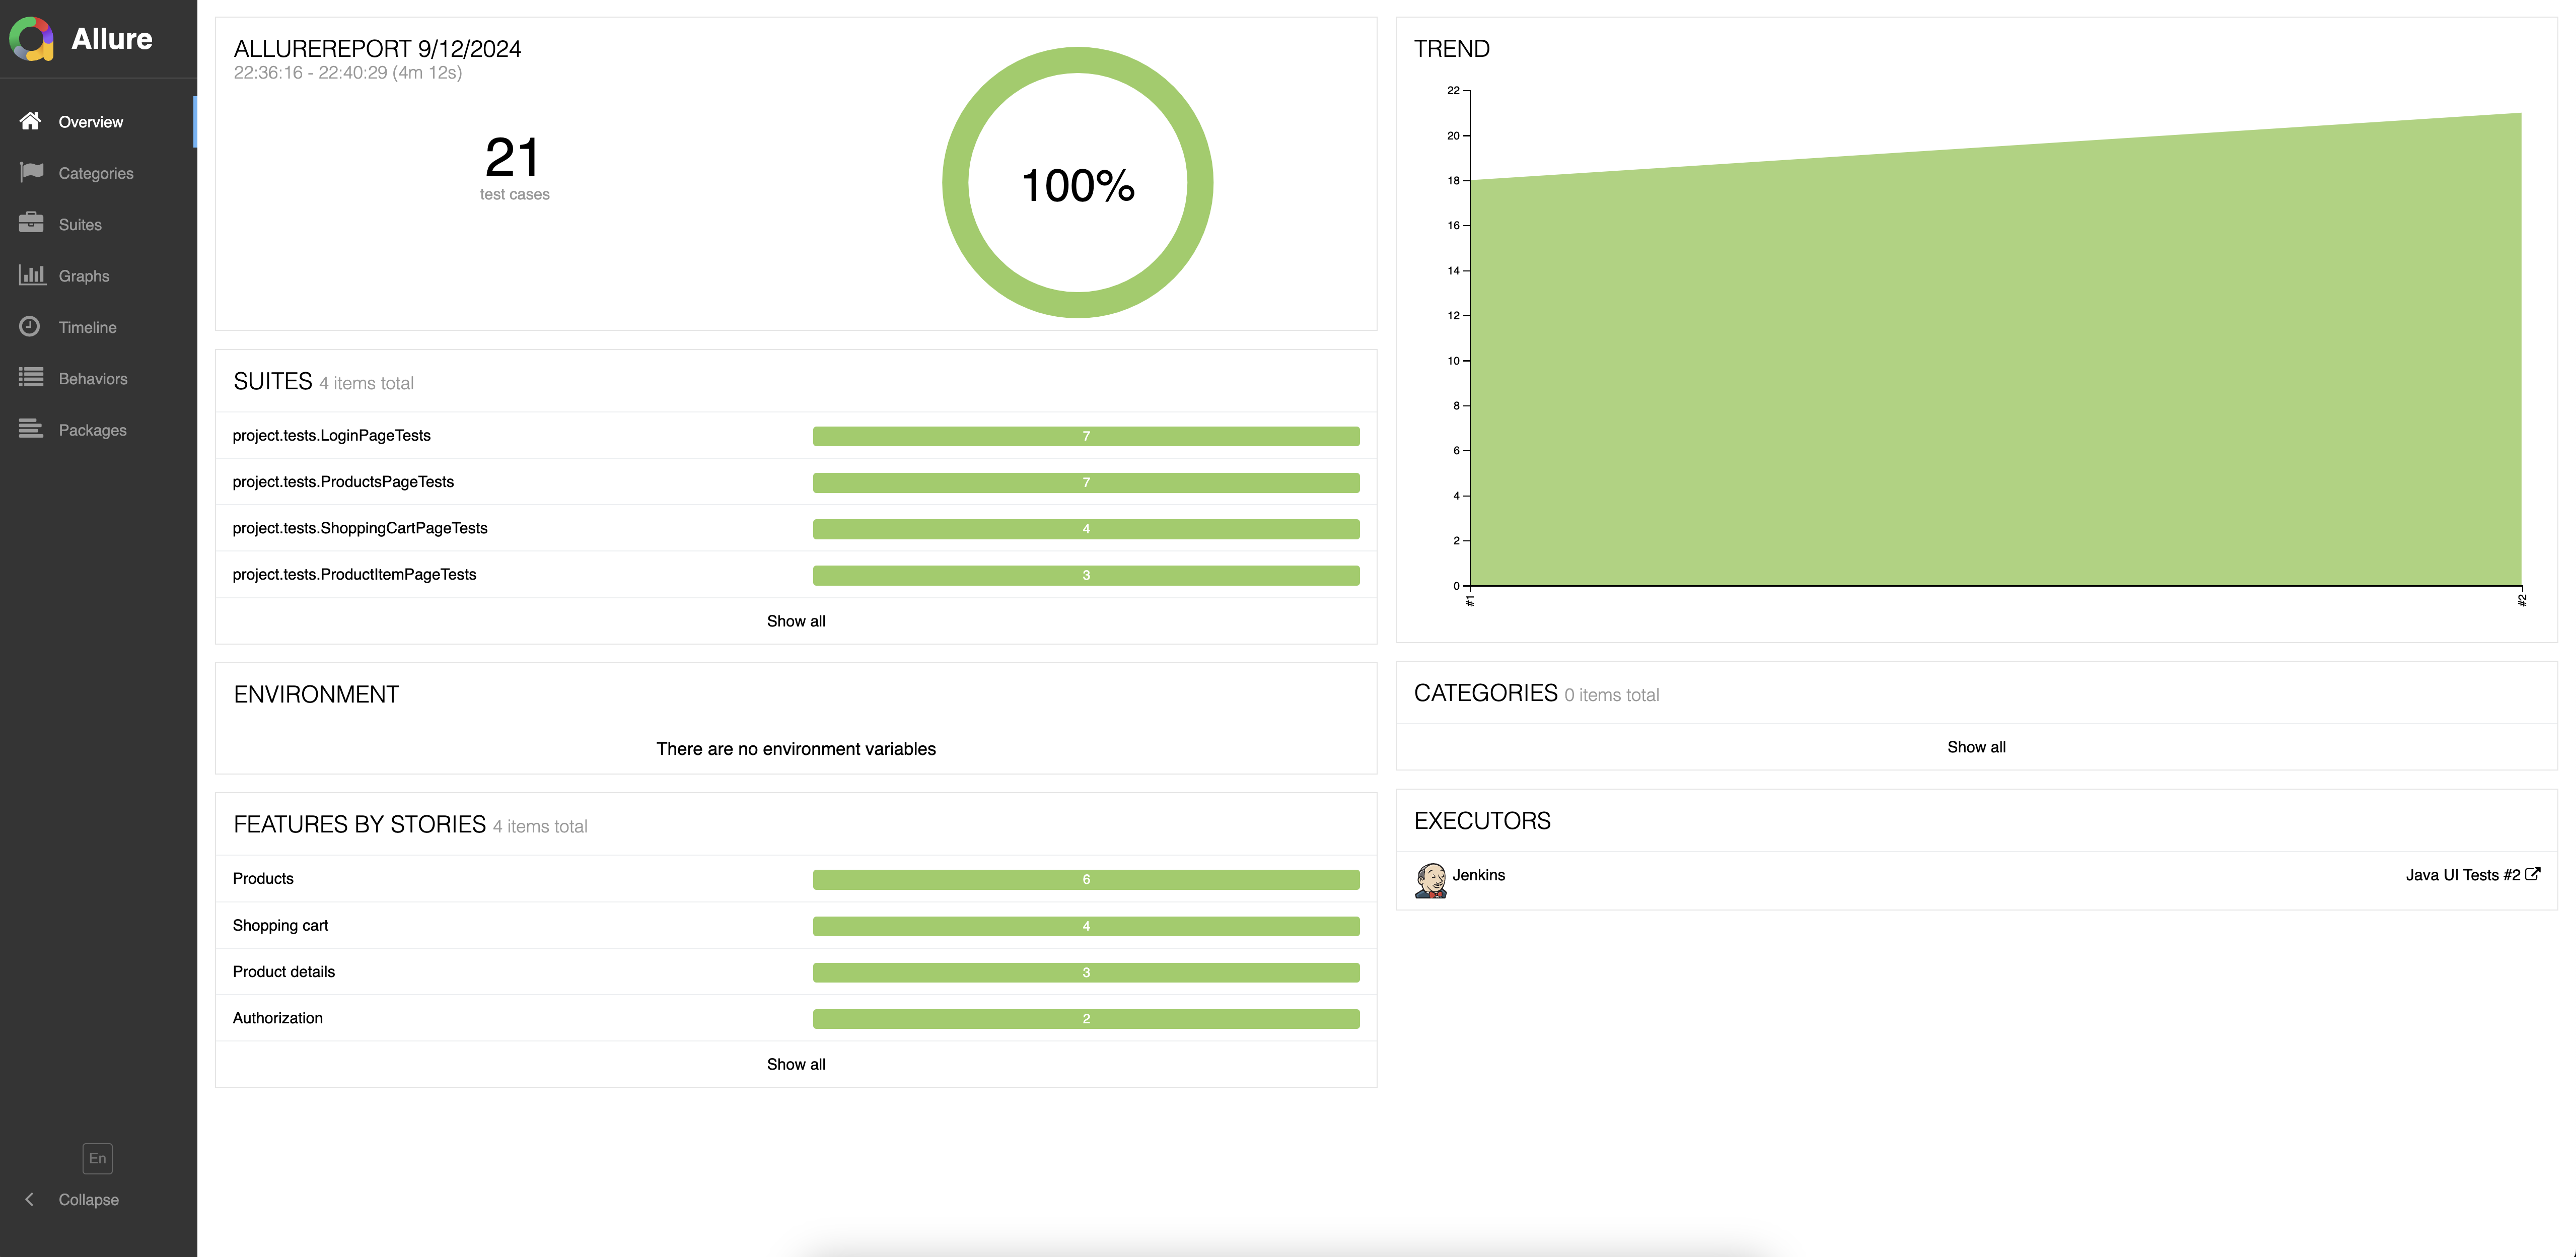 Allure
Overview
Categories
Suites
Graphs
Timeline
Behaviors
Packages
En
Collapse
ALLUREREPORT 9/12/2024
22:36:16 - 22:40:29 (4m 12s)
21
test cases
100%
SUITES 4 items total
project.tests.LoginPageTests 7
project.tests.ProductsPageTests 7
project.tests.ShoppingCartPageTests 4
project.tests.ProductItemPageTests 3
Show all
ENVIRONMENT
There are no environment variables
FEATURES BY STORIES 4 items total
Products 6
Shopping cart 4
Product details 3
Authorization 2
Show all
TREND
22
20
18
16
14
12
10
8
6
4
2
0
#1 #2
CATEGORIES 0 items total
Show all
EXECUTORS
Jenkins Java UI Tests #2